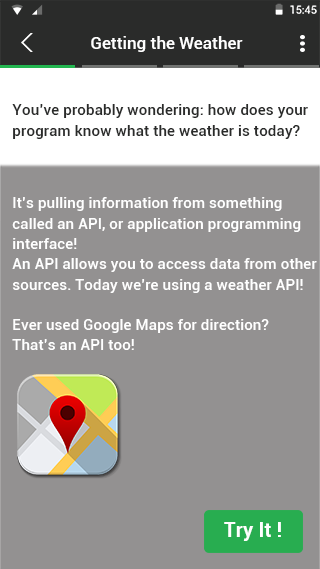 15:45
Getting the Weather
You've probably wondering: how does your
program know what the weather is today?
It's pulling information from something
called an API, or application programming
interface!
An API allows you to access data from other
sources. Today we're using a weather API!
Ever used Google Maps for direction?
That's an API too!
Try It !